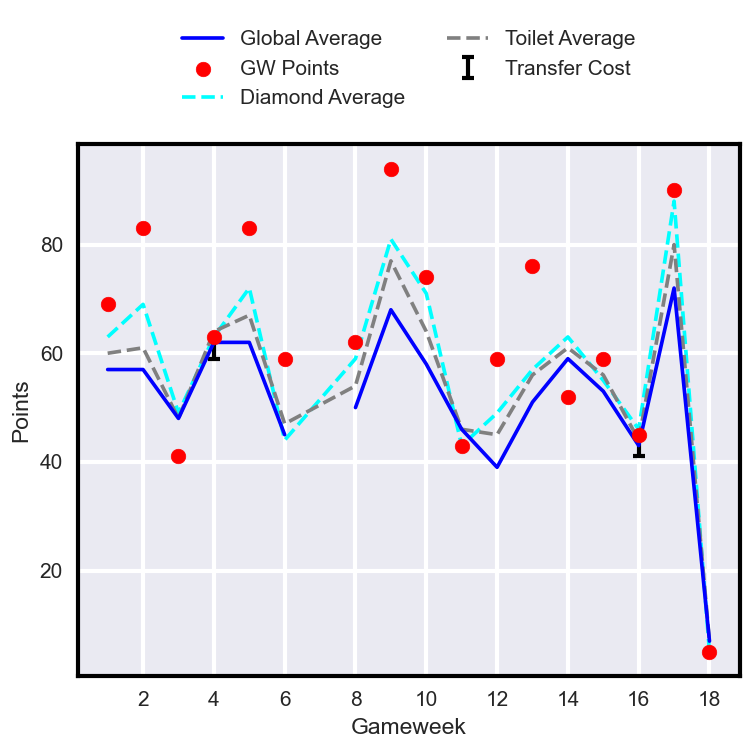 Global Average
GW Points
Diamond Average
Toilet Average
Transfer Cost
Points
80
60
40
20
2 4 6 8 10 12 14 16 18
Gameweek